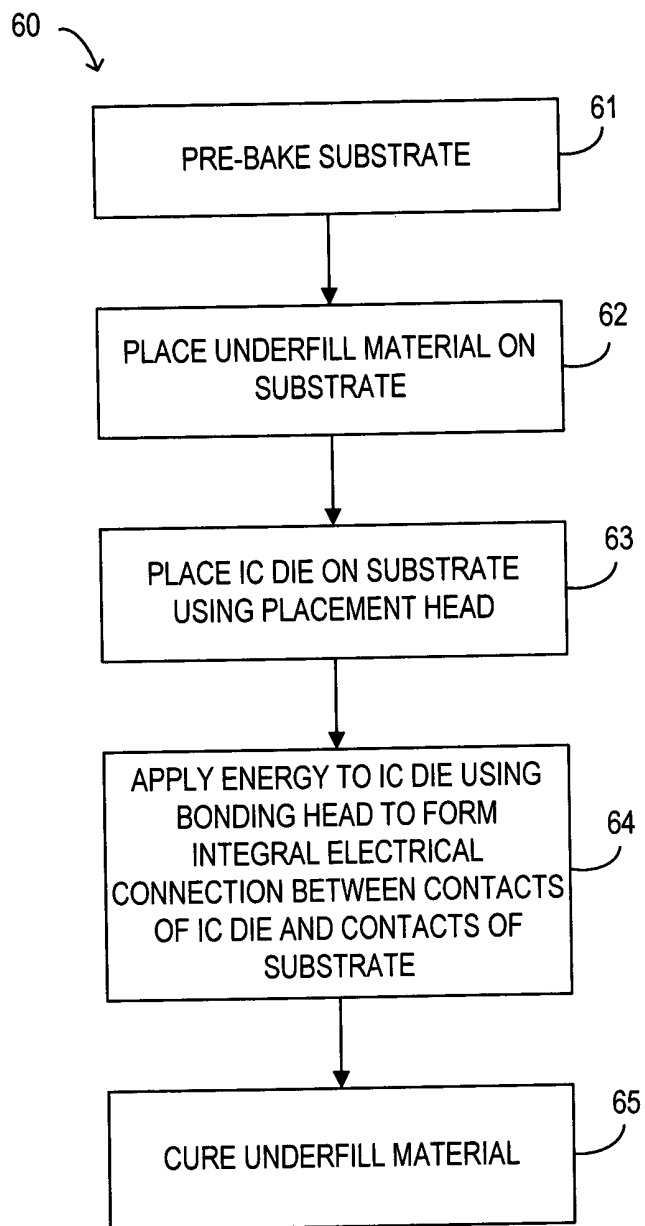 60
61
PRE-BAKE SUBSTRATE
62
PLACE UNDERFILL MATERIAL ON
SUBSTRATE
63
PLACE IC DIE ON SUBSTRATE
USING PLACEMENT HEAD
64
APPLY ENERGY TO IC DIE USING
BONDING HEAD TO FORM
INTEGRAL ELECTRICAL
CONNECTION BETWEEN CONTACTS
OF IC DIE AND CONTACTS OF
SUBSTRATE
65
CURE UNDERFILL MATERIAL